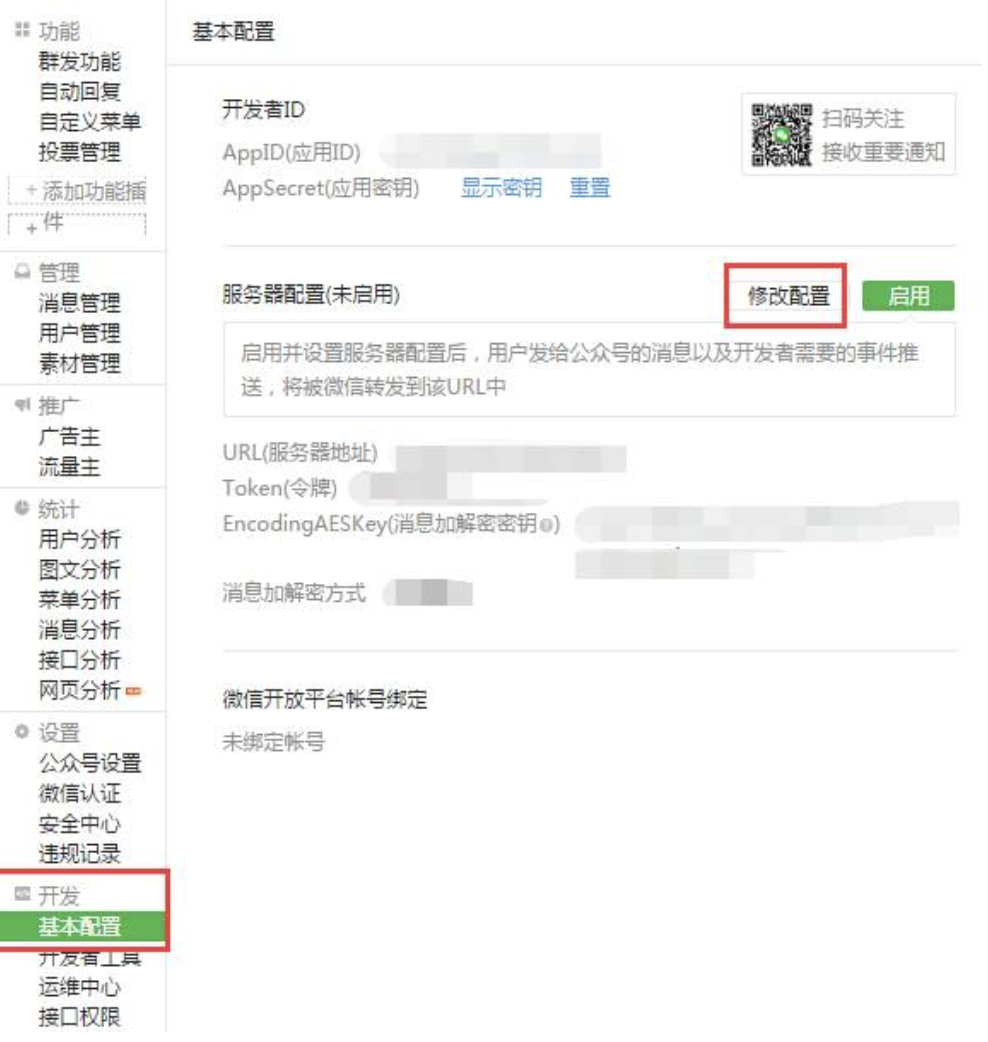 功能
群发功能
自动回复
自定义菜单
投票管理
+ 添加功能插
+ 件
管理
消息管理
用户管理
素材管理
推广
广告主
流量主
统计
用户分析
图文分析
菜单分析
消息分析
接口分析
网页分析
设置
公众号设置
微信认证
安全中心
违规记录
开发
基本配置
开发者工具
运维中心
接口权限
基本配置
开发者ID
AppID(应用ID)
AppSecret(应用密钥) 显示密钥 重置
扫码关注
接收重要通知
服务器配置(未启用) 修改配置 启用
启用并设置服务器配置后，用户发给公众号的消息以及开发者需要的事件推
送，将被微信转发到该URL中
URL(服务器地址)
Token(令牌)
EncodingAESKey(消息加解密密钥)
消息加解密方式
微信开放平台帐号绑定
未绑定帐号